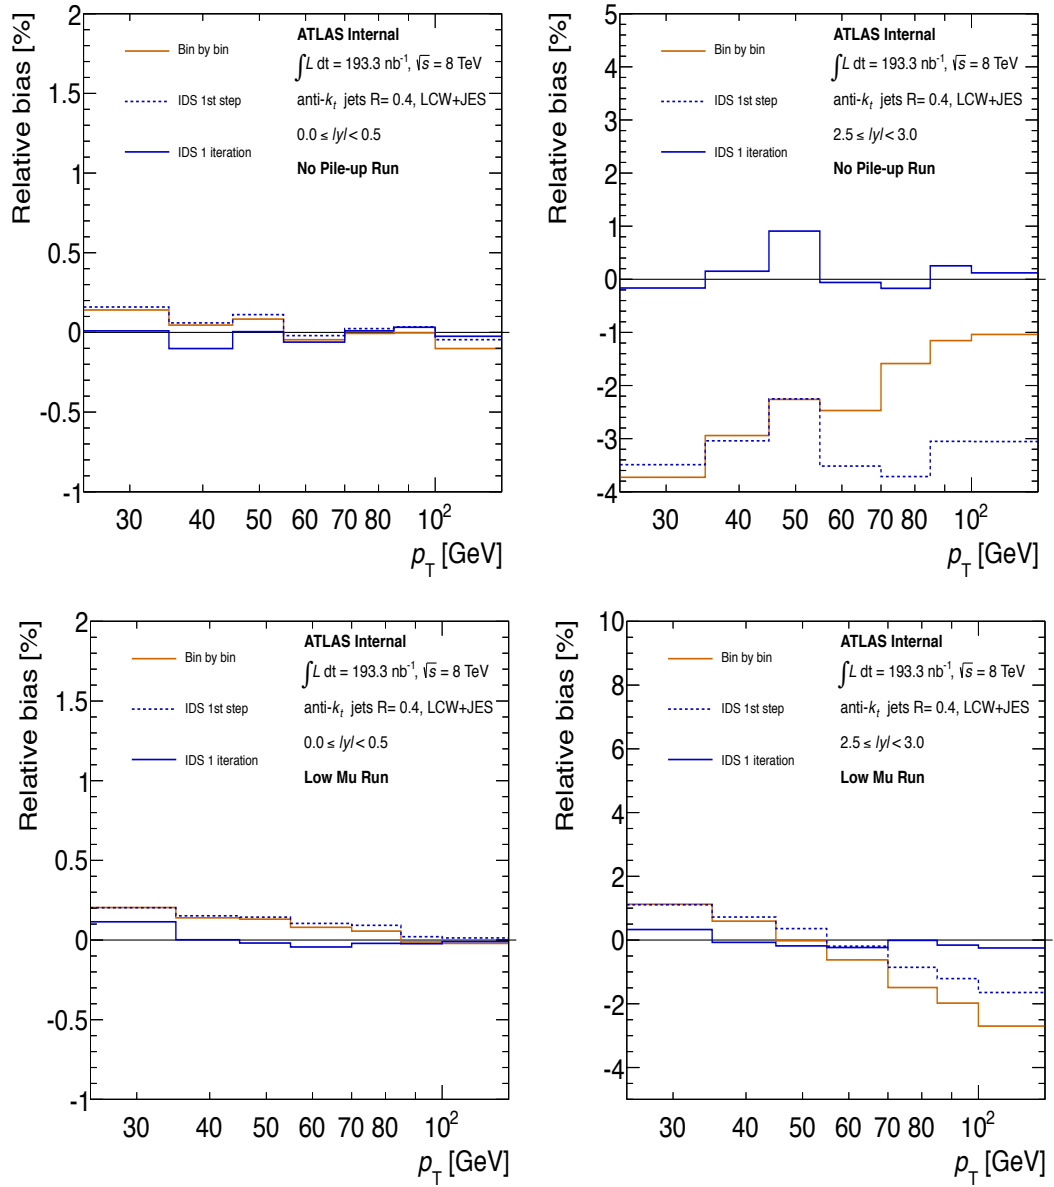 Relative bias [%]
2
1.5
1
0.5
0
-0.5
-1
Bin by bin
IDS 1st step
IDS 1 iteration
ATLAS Internal
∫L dt = 193.3 nb⁻¹, √s = 8 TeV
anti-kₜ jets R= 0.4, LCW+JES
0.0 ≤ |y| < 0.5
No Pile-up Run
30 40 50 60 70 80 10²
p_T [GeV]
Relative bias [%]
5
4
3
2
1
0
-1
-2
-3
-4
Bin by bin
IDS 1st step
IDS 1 iteration
ATLAS Internal
∫L dt = 193.3 nb⁻¹, √s = 8 TeV
anti-kₜ jets R= 0.4, LCW+JES
2.5 ≤ |y| < 3.0
No Pile-up Run
30 40 50 60 70 80 10²
p_T [GeV]
Relative bias [%]
2
1.5
1
0.5
0
-0.5
-1
Bin by bin
IDS 1st step
IDS 1 iteration
ATLAS Internal
∫L dt = 193.3 nb⁻¹, √s = 8 TeV
anti-kₜ jets R= 0.4, LCW+JES
0.0 ≤ |y| < 0.5
Low Mu Run
30 40 50 60 70 80 10²
p_T [GeV]
Relative bias [%]
10
8
6
4
2
0
-2
-4
Bin by bin
IDS 1st step
IDS 1 iteration
ATLAS Internal
∫L dt = 193.3 nb⁻¹, √s = 8 TeV
anti-kₜ jets R= 0.4, LCW+JES
2.5 ≤ |y| < 3.0
Low Mu Run
30 40 50 60 70 80 10²
p_T [GeV]